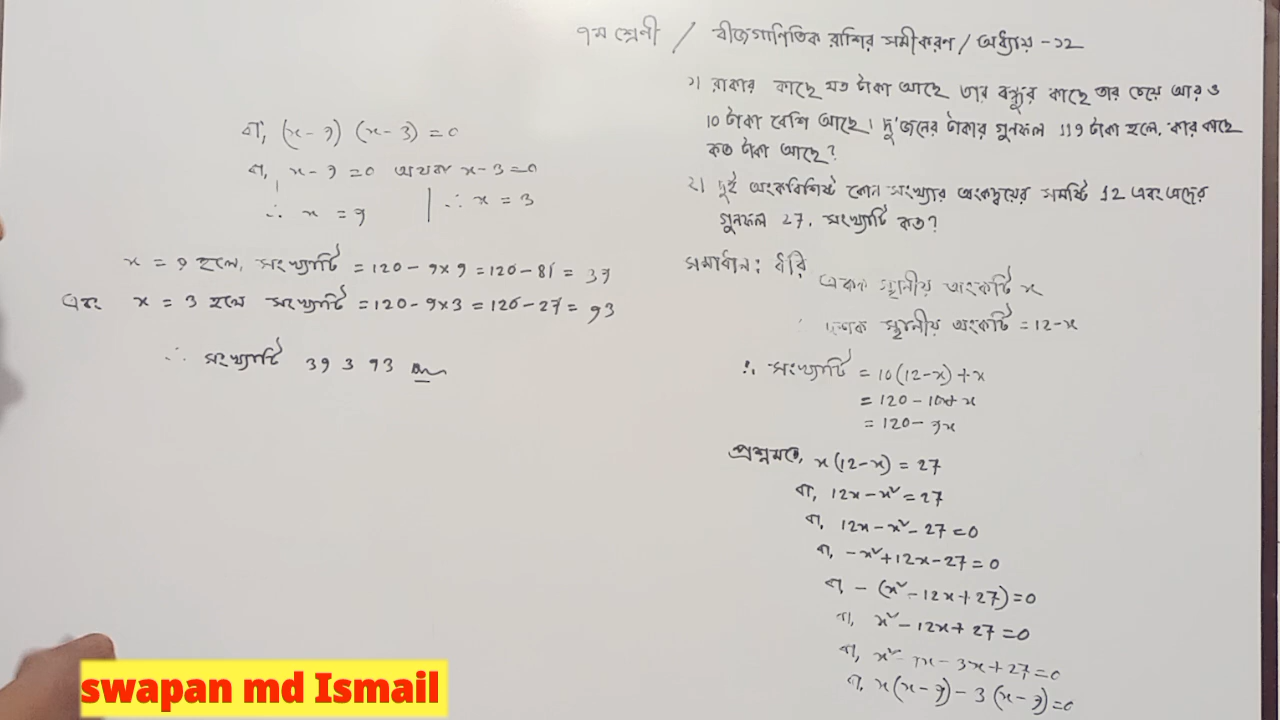 ৭ম শ্রেণী / বীজগাণিতিক রাশির সমীকরণ / অধ্যায় - ১২
১) রাকার কাছে যত টাকা আছে তার বন্ধুর কাছে তার চেয়ে আর ও
10 টাকা বেশি আছে। দু'জনের টাকার গুনফল 119 টাকা হলে, কার কাছে
কত টাকা আছে?
২) দুই অংকবিশিষ্ট কোন সংখ্যার অংকদ্বয়ের সমষ্টি 12 এবং এদের
গুনফল 27. সংখ্যাটি কত?
সমাধান: ধরি
একক স্থানীয় অংকটি x
দশক স্থানীয় অংকটি = 12-x
∴ সংখ্যাটি = 10(12-x)+x
= 120 - 10x + x
= 120 - 9x
প্রশ্নমতে, x(12-x) = 27
বা, 12x - x² = 27
বা, 12x - x² - 27 = 0
বা, -x² + 12x - 27 = 0
বা, - (x² - 12x + 27) = 0
বা, x² - 12x + 27 = 0
বা, x² - 9x - 3x + 27 = 0
বা, x(x-9) - 3(x-9) = 0
বা, (x-9) (x-3) = 0
বা, x-9 = 0 অথবা x-3 = 0
∴ x = 9 | ∴ x = 3
x = 9 হলে, সংখ্যাটি = 120 - 9×9 = 120 - 81 = 39
এবং x = 3 হলে সংখ্যাটি = 120 - 9×3 = 120 - 27 = 93
∴ সংখ্যাটি 39 ও 93
swapan md Ismail